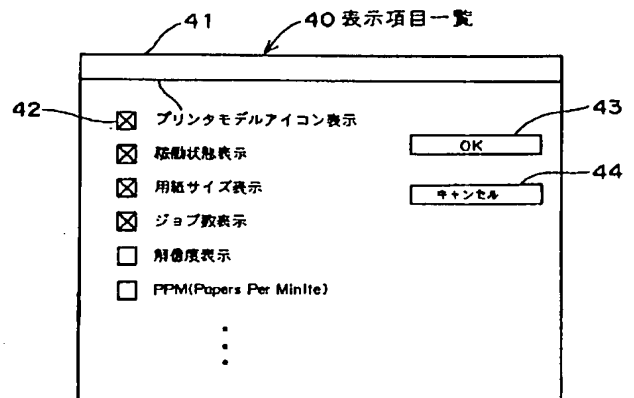 41
40 表示項目一覧
42
プリンタモデルアイコン表示
43
OK
稼働状態表示
44
用紙サイズ表示
キャンセル
ジョブ数表示
解像度表示
PPM(Papers Per Minite)